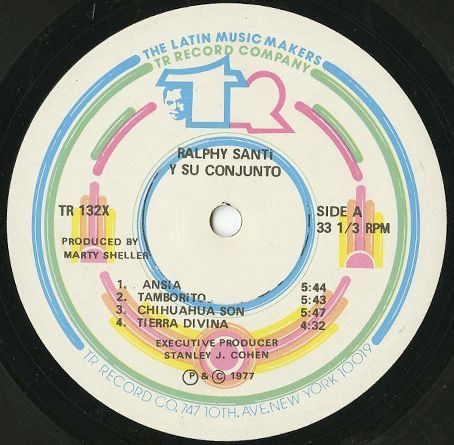 THE LATIN MUSIC MAKERS
TR RECORD COMPANY
TR
RALPHY SANTI
Y SU CONJUNTO
TR 132X
SIDE A
33 1/3 RPM
PRODUCED BY
MARTY SHELLER
1. ANSIA 5:44
2. TAMBORITO 5:43
3. CHIHUAHUA SON 5:47
4. TIERRA DIVINA 4:32
EXECUTIVE PRODUCER
STANLEY J. COHEN
Ⓟ & © 1977
TR RECORD CO. 747 10TH. AVE. NEW YORK 10019